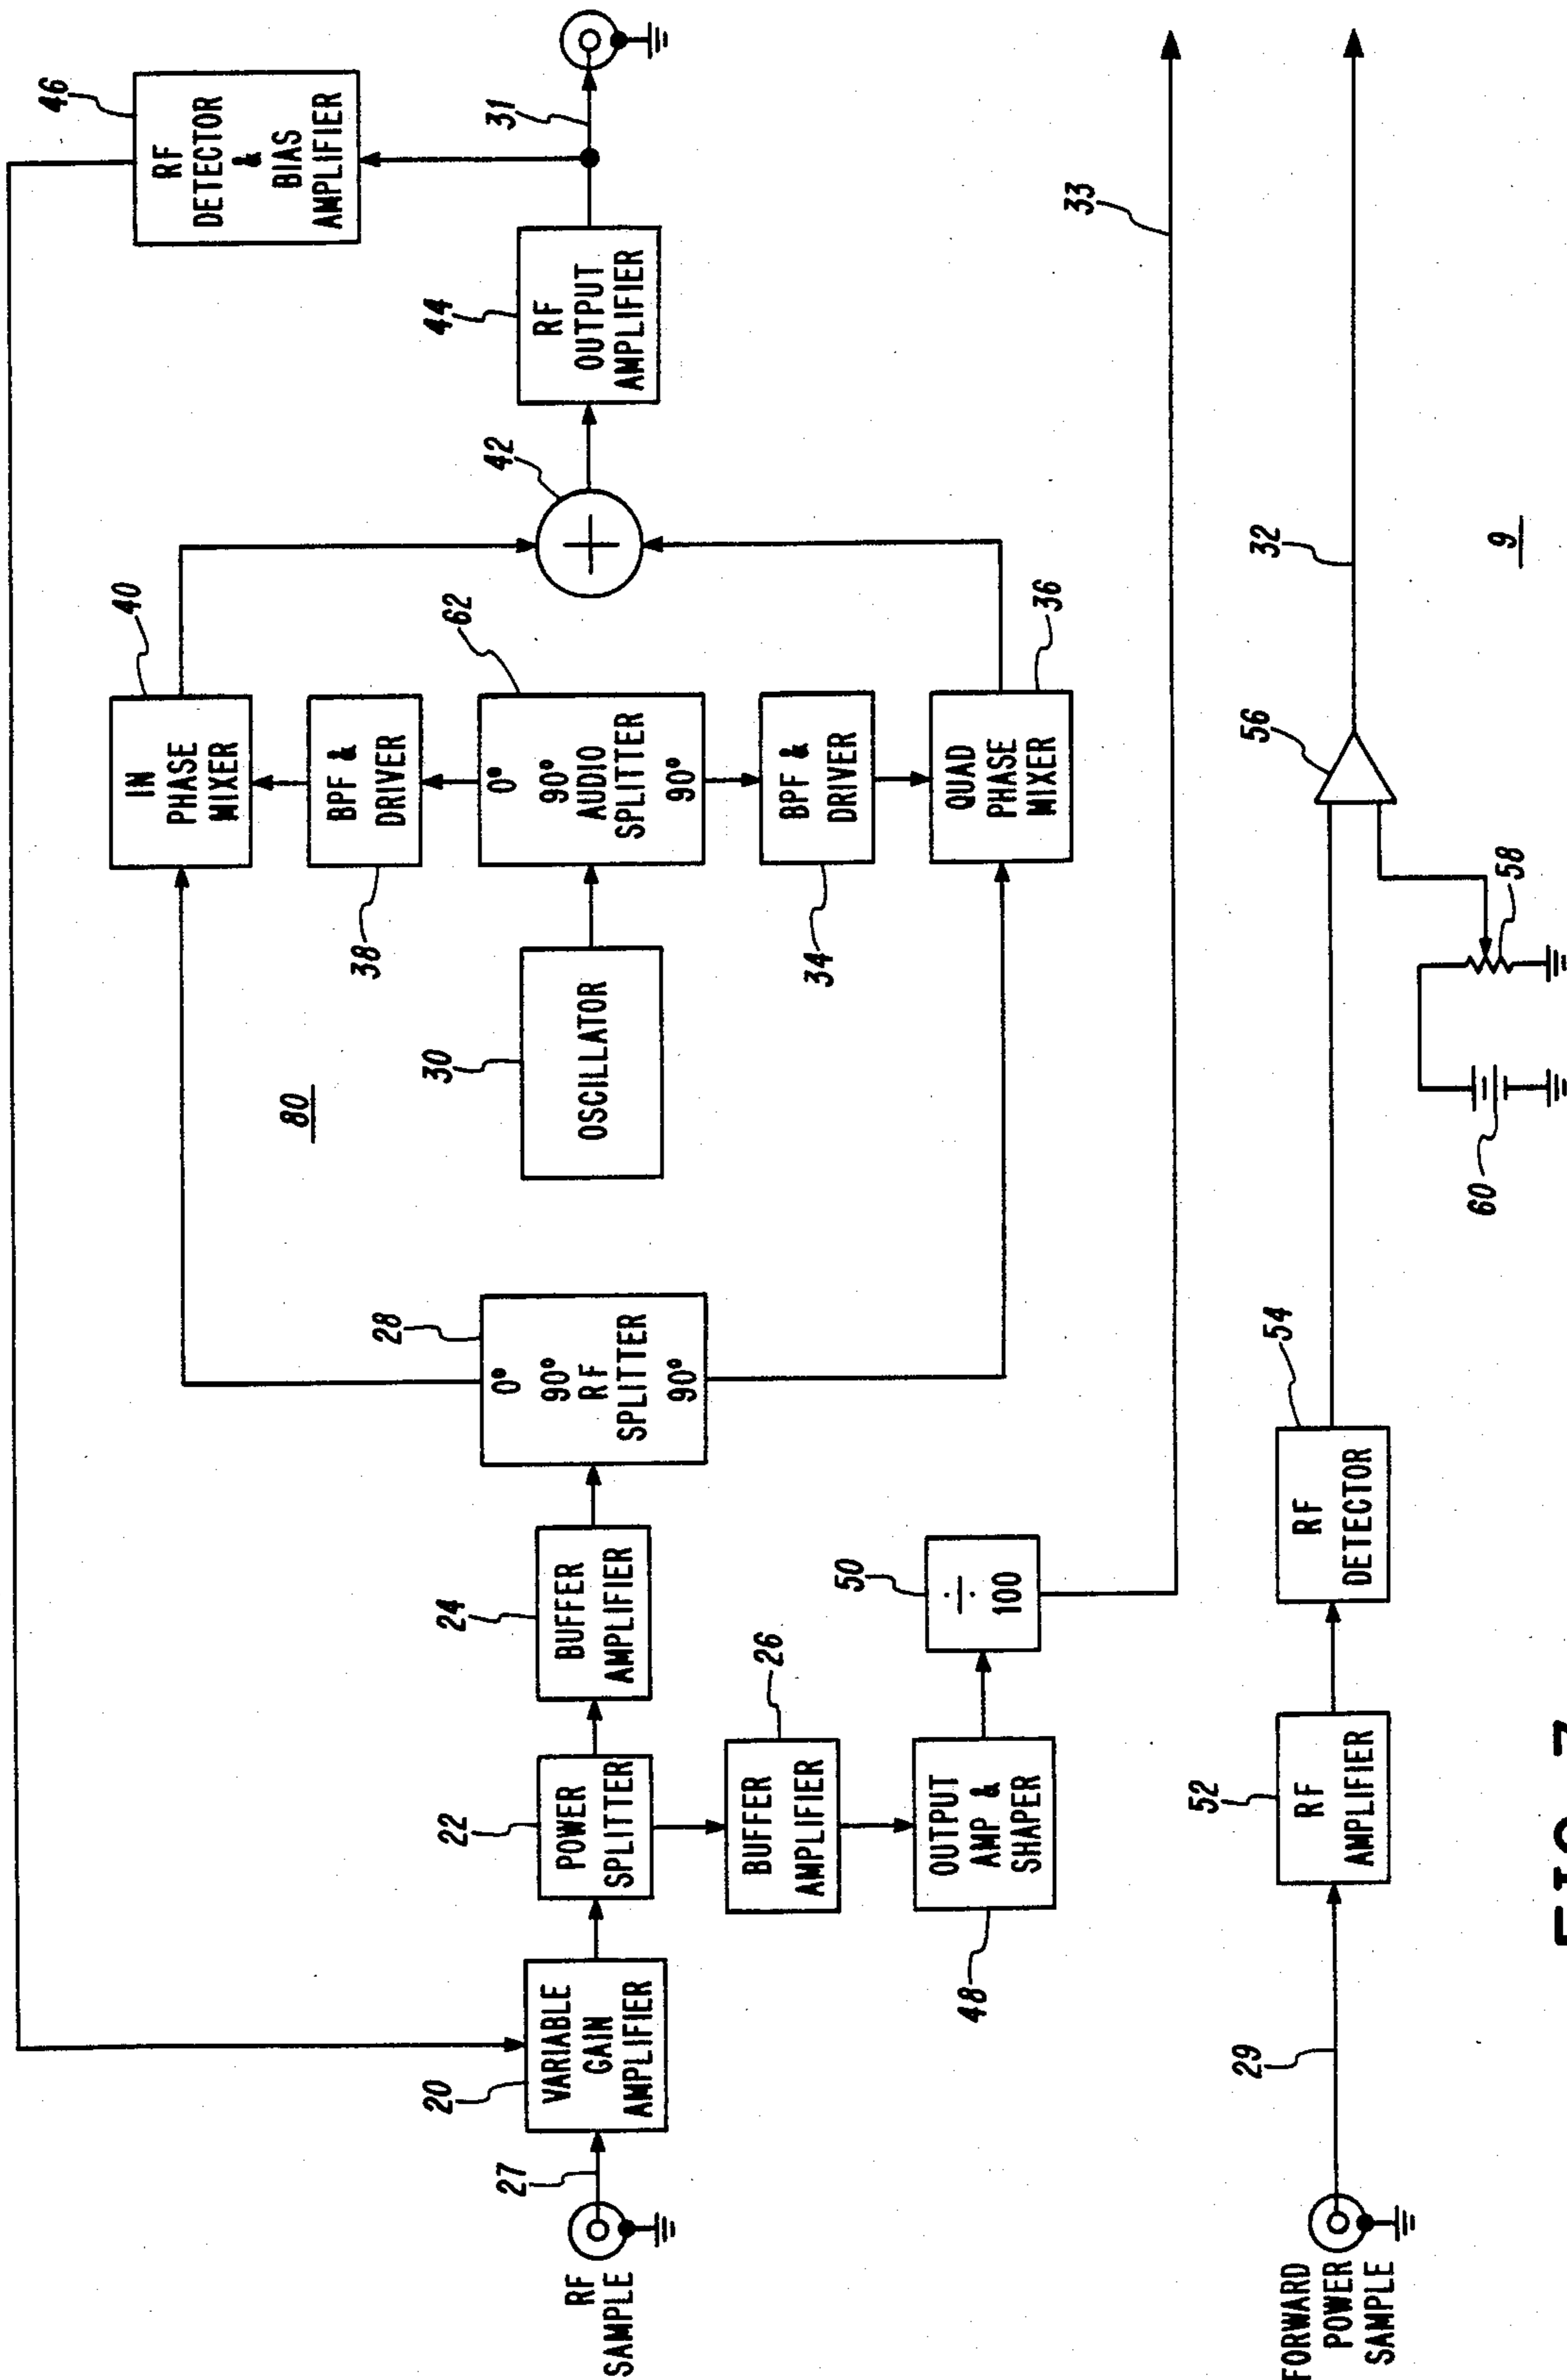 46
RF
DETECTOR
&
BIAS
AMPLIFIER
31
44
RF
OUTPUT
AMPLIFIER
42
40
IN
PHASE
MIXER
38
BPF &
DRIVER
62
0°
90°
AUDIO
SPLITTER
90°
34
BPF &
DRIVER
36
QUAD
PHASE
MIXER
30
OSCILLATOR
80
28
0°
90°
RF
SPLITTER
90°
24
BUFFER
AMPLIFIER
22
POWER
SPLITTER
20
VARIABLE
GAIN
AMPLIFIER
27
RF
SAMPLE
26
BUFFER
AMPLIFIER
48
OUTPUT
AMP &
SHAPER
50
÷
100
33
FORWARD
POWER
SAMPLE
29
52
RF
AMPLIFIER
54
RF
DETECTOR
56
58
60
32
9